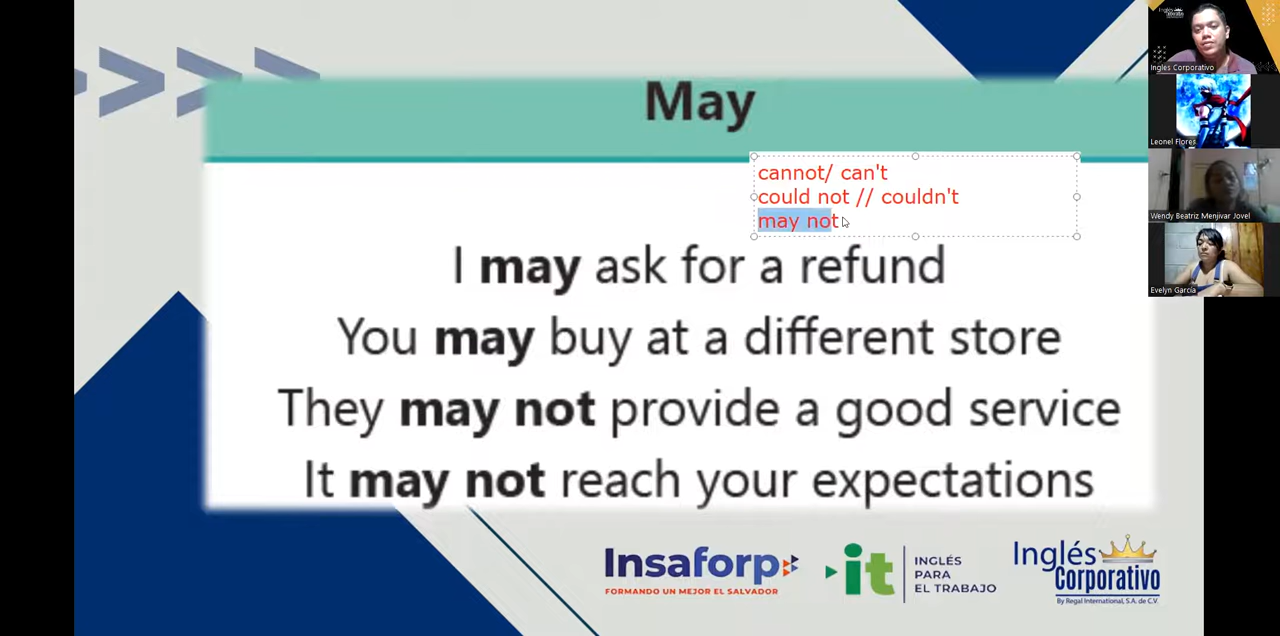 May
cannot/ can't
could not // couldn't
may not
I may ask for a refund
You may buy at a different store
They may not provide a good service
It may not reach your expectations
Insaforp
FORMANDO UN MEJOR EL SALVADOR
it
INGLÉS
PARA
EL TRABAJO
Inglés
Corporativo
By Regal International, S.A. de C.V.
Inglés Corporativo
Leonel Flores
Wendy Beatriz Menjivar Jovel
Evelyn García